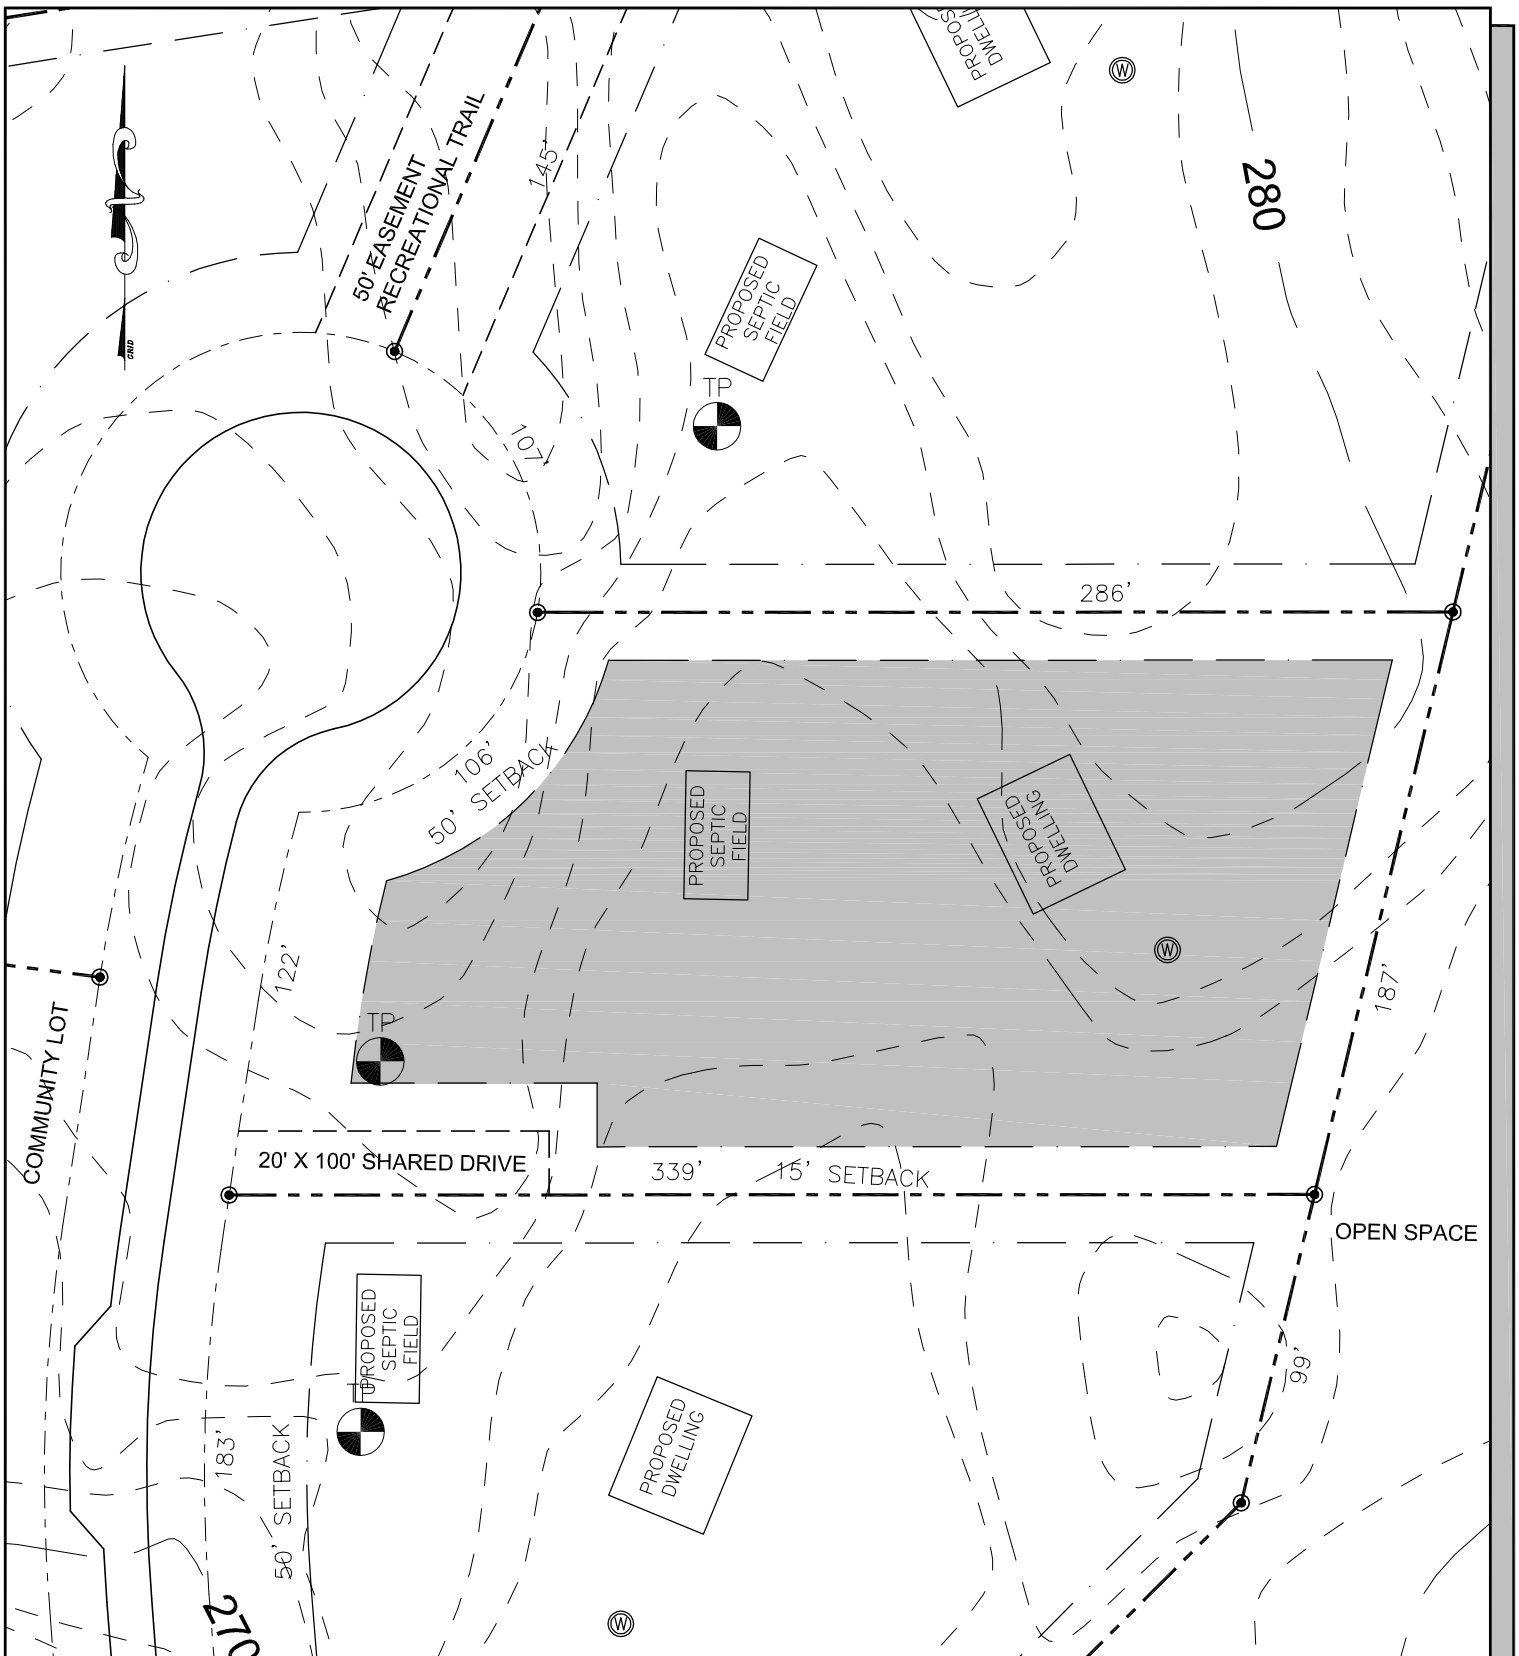 PROPOSED
DWELLING
W
280
50' EASEMENT
RECREATIONAL TRAIL
145'
GRID
PROPOSED
SEPTIC
FIELD
TP
107'
286'
106'
50' SETBACK
PROPOSED
SEPTIC
FIELD
PROPOSED
DWELLING
W
122'
187'
TP
COMMUNITY LOT
20' X 100' SHARED DRIVE
339'
15' SETBACK
OPEN SPACE
PROPOSED
SEPTIC
FIELD
TP
99'
183'
50' SETBACK
PROPOSED
DWELLING
270
W